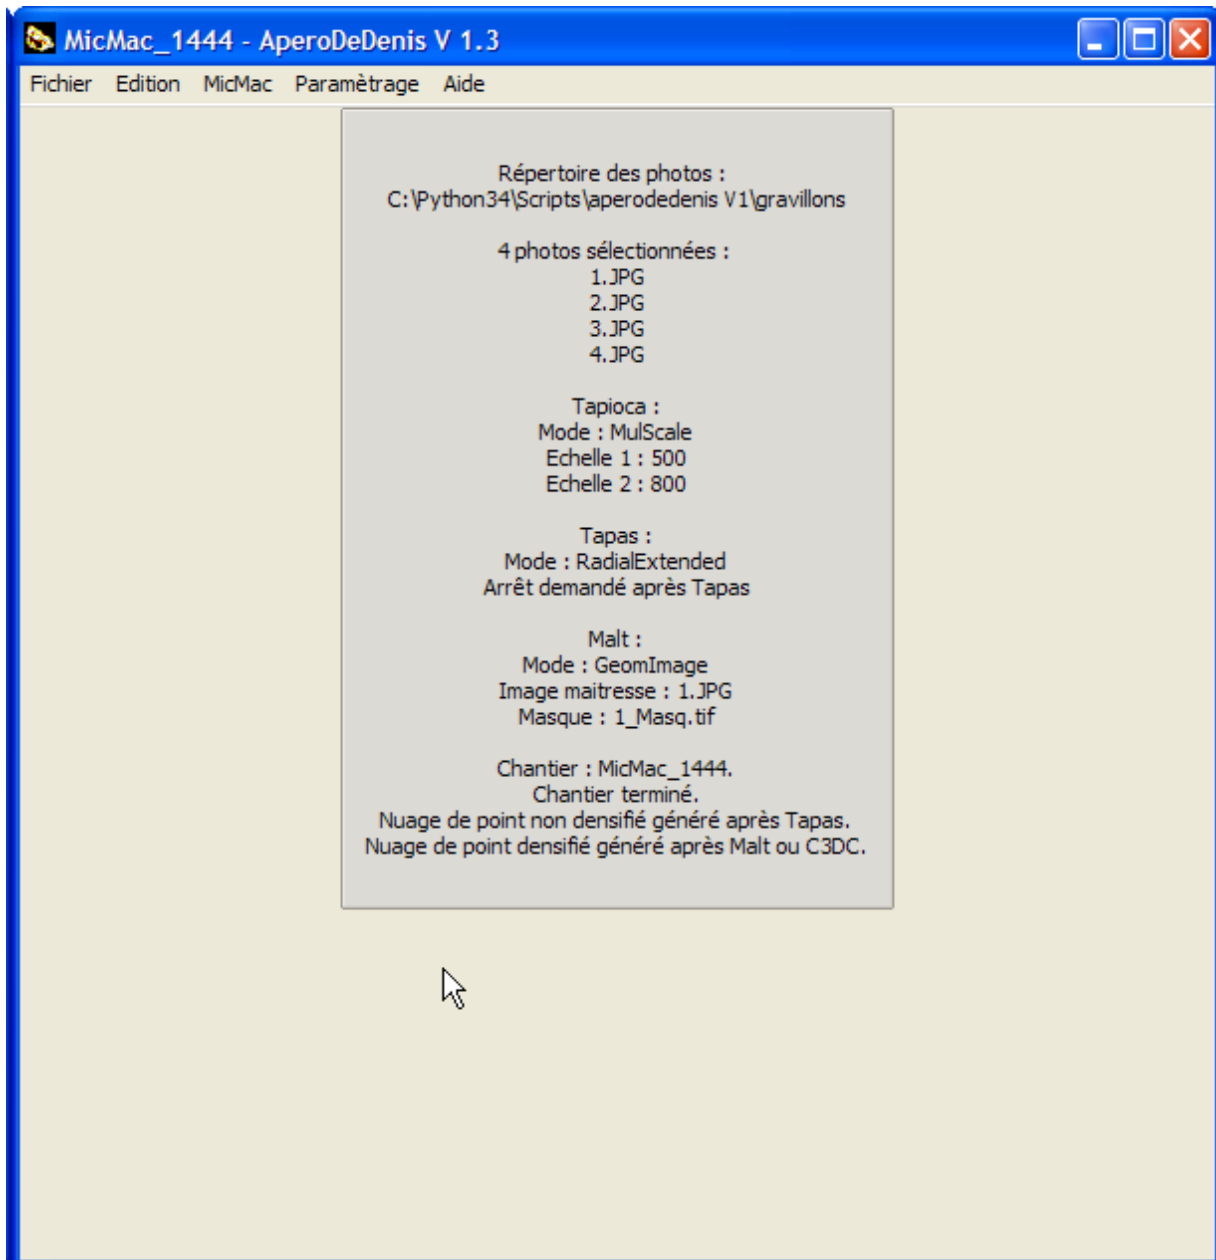 MicMac_1444 - AperoDeDenis V 1.3
Fichier Edition MicMac Paramètrage Aide
Répertoire des photos :
C:\Python34\Scripts\aperodedenis V1\gravillons
4 photos sélectionnées :
1.JPG
2.JPG
3.JPG
4.JPG
Tapioca :
Mode : MulScale
Echelle 1 : 500
Echelle 2 : 800
Tapas :
Mode : RadialExtended
Arrêt demandé après Tapas
Malt :
Mode : GeomImage
Image maitresse : 1.JPG
Masque : 1_Masq.tif
Chantier : MicMac_1444.
Chantier terminé.
Nuage de point non densifié généré après Tapas.
Nuage de point densifié généré après Malt ou C3DC.